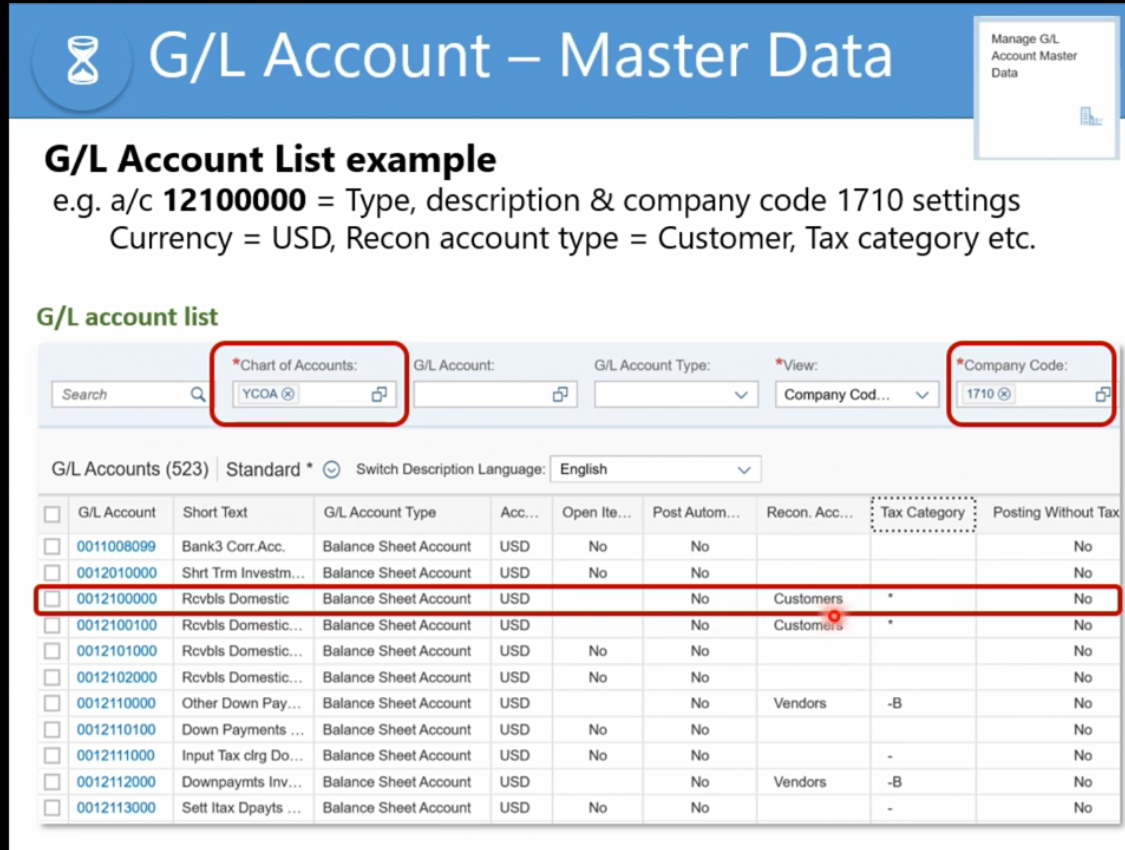 G/L Account – Master Data
Manage G/L
Account Master
Data
G/L Account List example
e.g. a/c 12100000 = Type, description & company code 1710 settings
Currency = USD, Recon account type = Customer, Tax category etc.
G/L account list
*Chart of Accounts: G/L Account: G/L Account Type: *View: *Company Code:
Search YCOA Company Cod... 1710
G/L Accounts (523) Standard * Switch Description Language: English
G/L Account Short Text G/L Account Type Acc... Open Ite... Post Autom... Recon. Acc... Tax Category Posting Without Tax
0011008099 Bank3 Corr.Acc. Balance Sheet Account USD No No No
0012010000 Shrt Trm Investm... Balance Sheet Account USD No No No
0012100000 Rcvbls Domestic Balance Sheet Account USD No Customers * No
0012100100 Rcvbls Domestic... Balance Sheet Account USD No Customers * No
0012101000 Rcvbls Domestic... Balance Sheet Account USD No No No
0012102000 Rcvbls Domestic... Balance Sheet Account USD No No No
0012110000 Other Down Pay... Balance Sheet Account USD No Vendors -B No
0012110100 Down Payments ... Balance Sheet Account USD No No No
0012111000 Input Tax clrg Do... Balance Sheet Account USD No No - No
0012112000 Downpaymts Inv... Balance Sheet Account USD No Vendors -B No
0012113000 Sett Itax Dpayts ... Balance Sheet Account USD No No - No